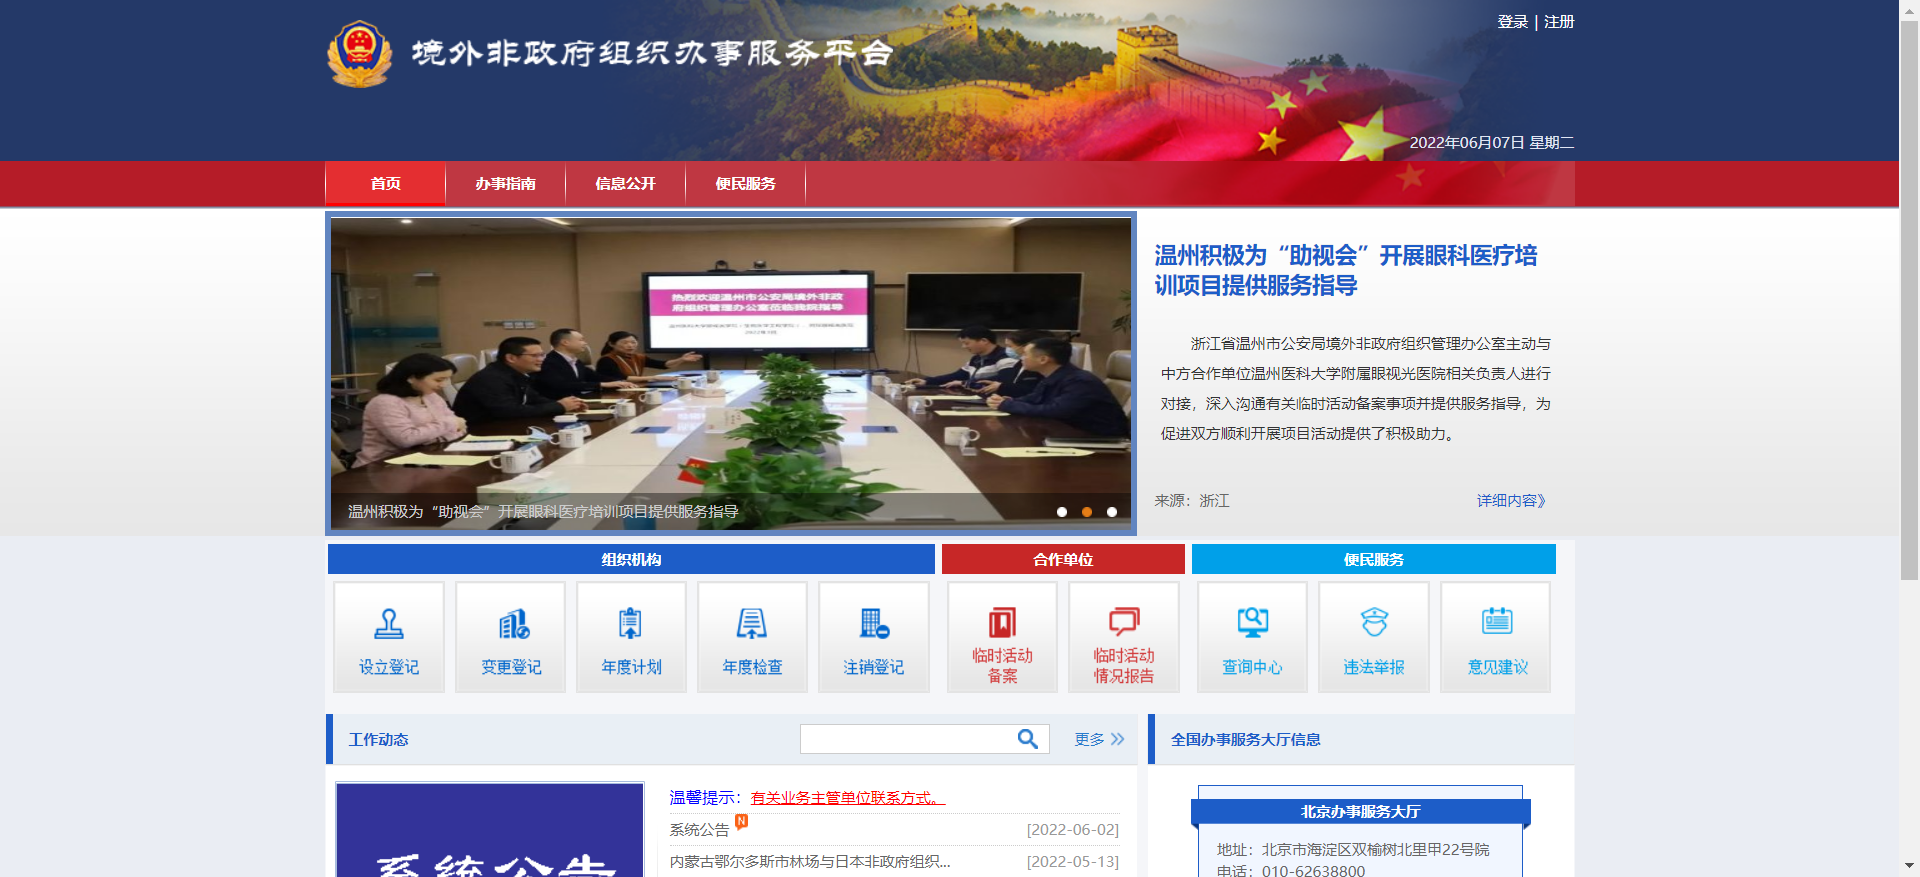 登录 | 注册
境外非政府组织办事服务平台
2022年06月07日 星期二
首页
办事指南
信息公开
便民服务
热烈欢迎温州市公安局境外非政
府组织管理办公室莅临我院指导
温州积极为“助视会”开展眼科医疗培训项目提供服务指导
温州积极为“助视会”开展眼科医疗培
训项目提供服务指导
浙江省温州市公安局境外非政府组织管理办公室主动与
中方合作单位温州医科大学附属眼视光医院相关负责人进行
对接，深入沟通有关临时活动备案事项并提供服务指导，为
促进双方顺利开展项目活动提供了积极助力。
来源：浙江
详细内容》
组织机构
合作单位
便民服务
设立登记
变更登记
年度计划
年度检查
注销登记
临时活动
备案
临时活动
情况报告
查询中心
违法举报
意见建议
工作动态
更多
全国办事服务大厅信息
系统公告
温馨提示：有关业务主管单位联系方式。
系统公告 N [2022-06-02]
内蒙古鄂尔多斯市林场与日本非政府组织... [2022-05-13]
北京办事服务大厅
地址：北京市海淀区双榆树北里甲22号院
电话：010-62638800